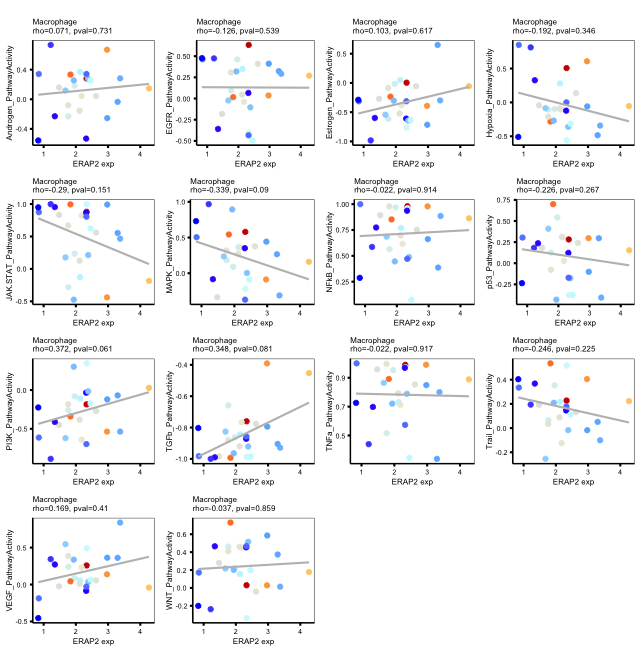 Macrophage
rho=0.071, pval=0.731
Androgen_PathwayActivity
0.4
0.0
-0.4
1 2 3 4
ERAP2 exp
Macrophage
rho=-0.126, pval=0.539
EGFR_PathwayActivity
0.50
0.25
0.00
-0.25
-0.50
1 2 3 4
ERAP2 exp
Macrophage
rho=0.103, pval=0.617
Estrogen_PathwayActivity
0.5
0.0
-0.5
-1.0
1 2 3 4
ERAP2 exp
Macrophage
rho=-0.192, pval=0.346
Hypoxia_PathwayActivity
0.5
0.0
-0.5
1 2 3 4
ERAP2 exp
Macrophage
rho=-0.29, pval=0.151
JAK-STAT_PathwayActivity
1.0
0.5
0.0
-0.5
1 2 3 4
ERAP2 exp
Macrophage
rho=-0.339, pval=0.09
MAPK_PathwayActivity
1.0
0.5
0.0
1 2 3 4
ERAP2 exp
Macrophage
rho=-0.022, pval=0.914
NFkB_PathwayActivity
1.00
0.75
0.50
0.25
1 2 3 4
ERAP2 exp
Macrophage
rho=-0.226, pval=0.267
p53_PathwayActivity
0.75
0.50
0.25
0.00
-0.25
1 2 3 4
ERAP2 exp
Macrophage
rho=0.372, pval=0.061
PI3K_PathwayActivity
0.0
-0.5
1 2 3 4
ERAP2 exp
Macrophage
rho=0.348, pval=0.081
TGFb_PathwayActivity
-0.4
-0.6
-0.8
-1.0
1 2 3 4
ERAP2 exp
Macrophage
rho=-0.022, pval=0.917
TNFa_PathwayActivity
0.9
0.7
0.5
1 2 3 4
ERAP2 exp
Macrophage
rho=-0.246, pval=0.225
Trail_PathwayActivity
0.4
0.2
0.0
-0.2
1 2 3 4
ERAP2 exp
Macrophage
rho=0.169, pval=0.41
VEGF_PathwayActivity
0.5
0.0
-0.5
1 2 3 4
ERAP2 exp
Macrophage
rho=-0.037, pval=0.859
WNT_PathwayActivity
0.6
0.4
0.2
0.0
-0.2
1 2 3 4
ERAP2 exp